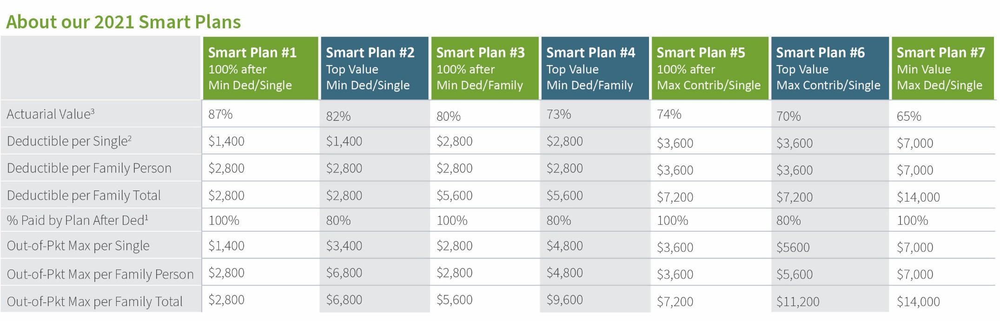 About our 2021 Smart Plans
Smart Plan #1 Smart Plan #2 Smart Plan #3 Smart Plan #4 Smart Plan #5 Smart Plan #6 Smart Plan #7
100% after Top Value 100% after Top Value 100% after Top Value Min Value
Min Ded/Single Min Ded/Single Min Ded/Family Min Ded/Family Max Contrib/Single Max Contrib/Single Max Ded/Single
Actuarial Value³ 87% 82% 80% 73% 74% 70% 65%
Deductible per Single² $1,400 $1,400 $2,800 $2,800 $3,600 $3,600 $7,000
Deductible per Family Person $2,800 $2,800 $2,800 $2,800 $3,600 $3,600 $7,000
Deductible per Family Total $2,800 $2,800 $5,600 $5,600 $7,200 $7,200 $14,000
% Paid by Plan After Ded¹ 100% 80% 100% 80% 100% 80% 100%
Out-of-Pkt Max per Single $1,400 $3,400 $2,800 $4,800 $3,600 $5600 $7,000
Out-of-Pkt Max per Family Person $2,800 $6,800 $2,800 $4,800 $3,600 $5,600 $7,000
Out-of-Pkt Max per Family Total $2,800 $6,800 $5,600 $9,600 $7,200 $11,200 $14,000